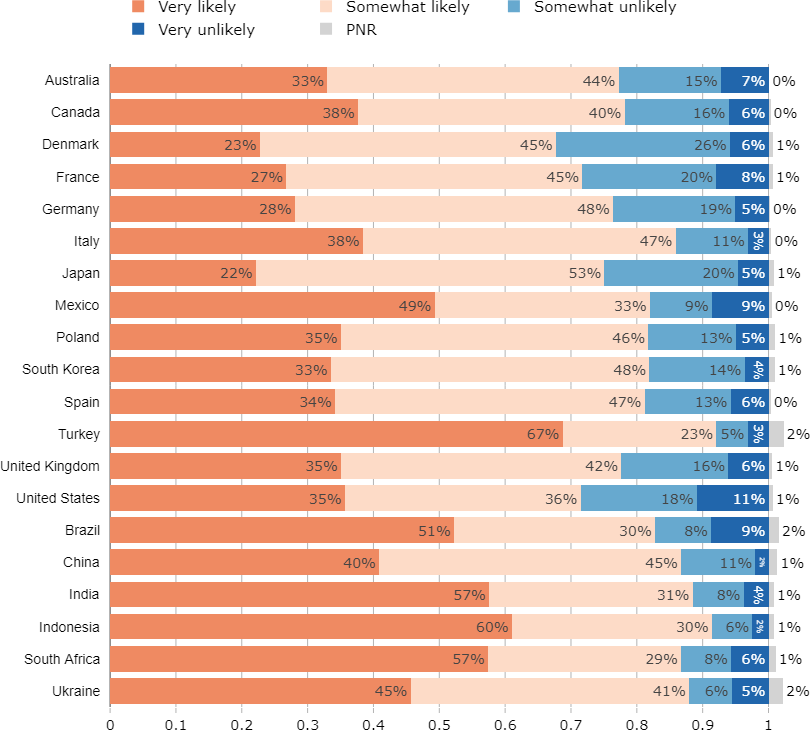 Very likely Somewhat likely Somewhat unlikely
Very unlikely PNR
Australia 33% 44% 15% 7% 0%
Canada 38% 40% 16% 6% 0%
Denmark 23% 45% 26% 6% 1%
France 27% 45% 20% 8% 1%
Germany 28% 48% 19% 5% 0%
Italy 38% 47% 11% 3% 0%
Japan 22% 53% 20% 5% 1%
Mexico 49% 33% 9% 9% 0%
Poland 35% 46% 13% 5% 1%
South Korea 33% 48% 14% 4% 1%
Spain 34% 47% 13% 6% 0%
Turkey 67% 23% 5% 3% 2%
United Kingdom 35% 42% 16% 6% 1%
United States 35% 36% 18% 11% 1%
Brazil 51% 30% 8% 9% 2%
China 40% 45% 11% 2% 1%
India 57% 31% 8% 4% 1%
Indonesia 60% 30% 6% 2% 1%
South Africa 57% 29% 8% 6% 1%
Ukraine 45% 41% 6% 5% 2%
0 0.1 0.2 0.3 0.4 0.5 0.6 0.7 0.8 0.9 1